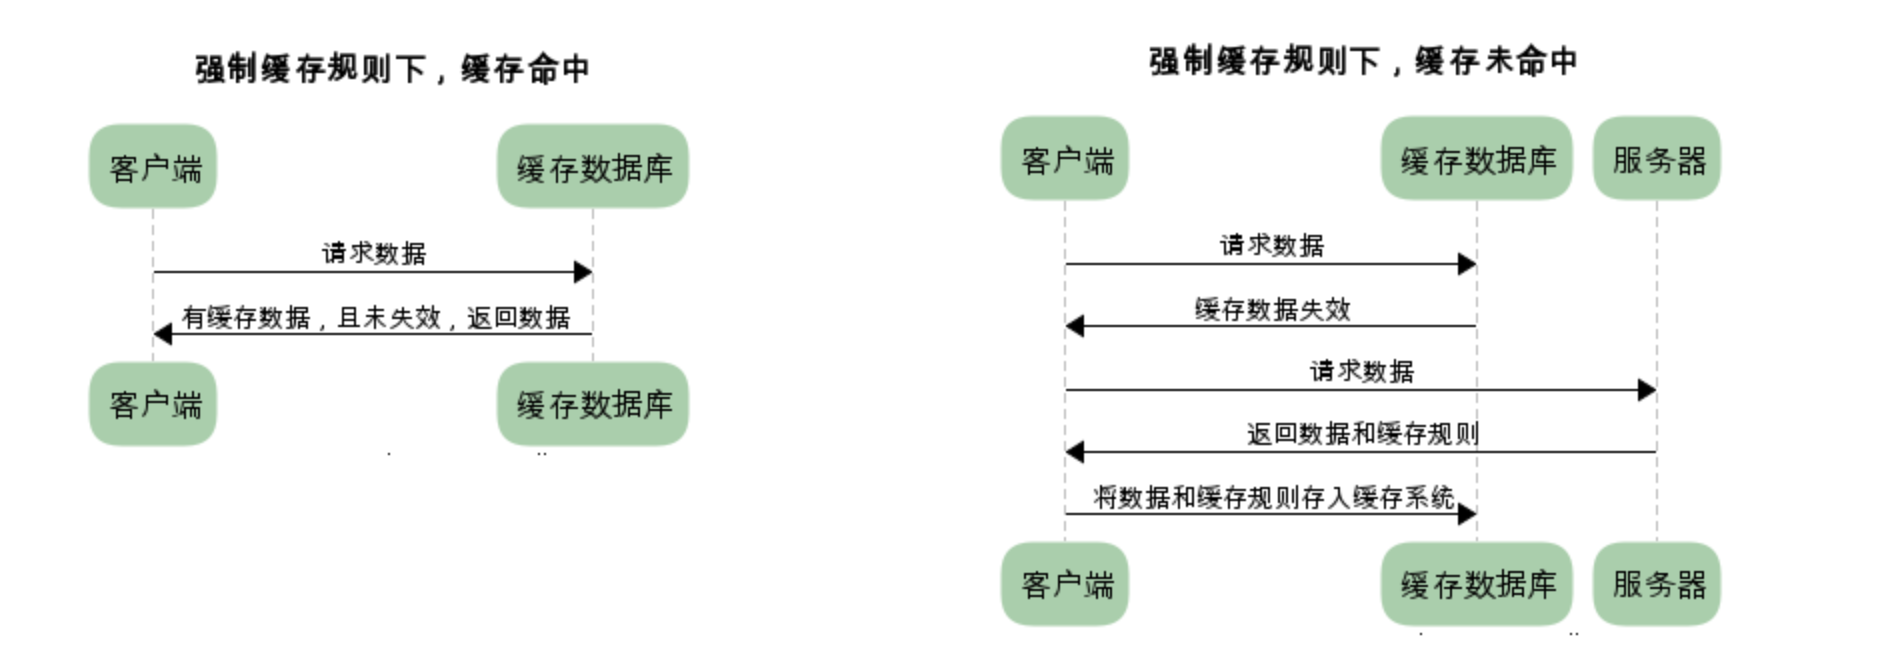 强制缓存规则下，缓存命中
客户端
缓存数据库
请求数据
有缓存数据，且未失效，返回数据
客户端
缓存数据库
强制缓存规则下，缓存未命中
客户端
缓存数据库
服务器
请求数据
缓存数据失效
请求数据
返回数据和缓存规则
将数据和缓存规则存入缓存系统
客户端
缓存数据库
服务器